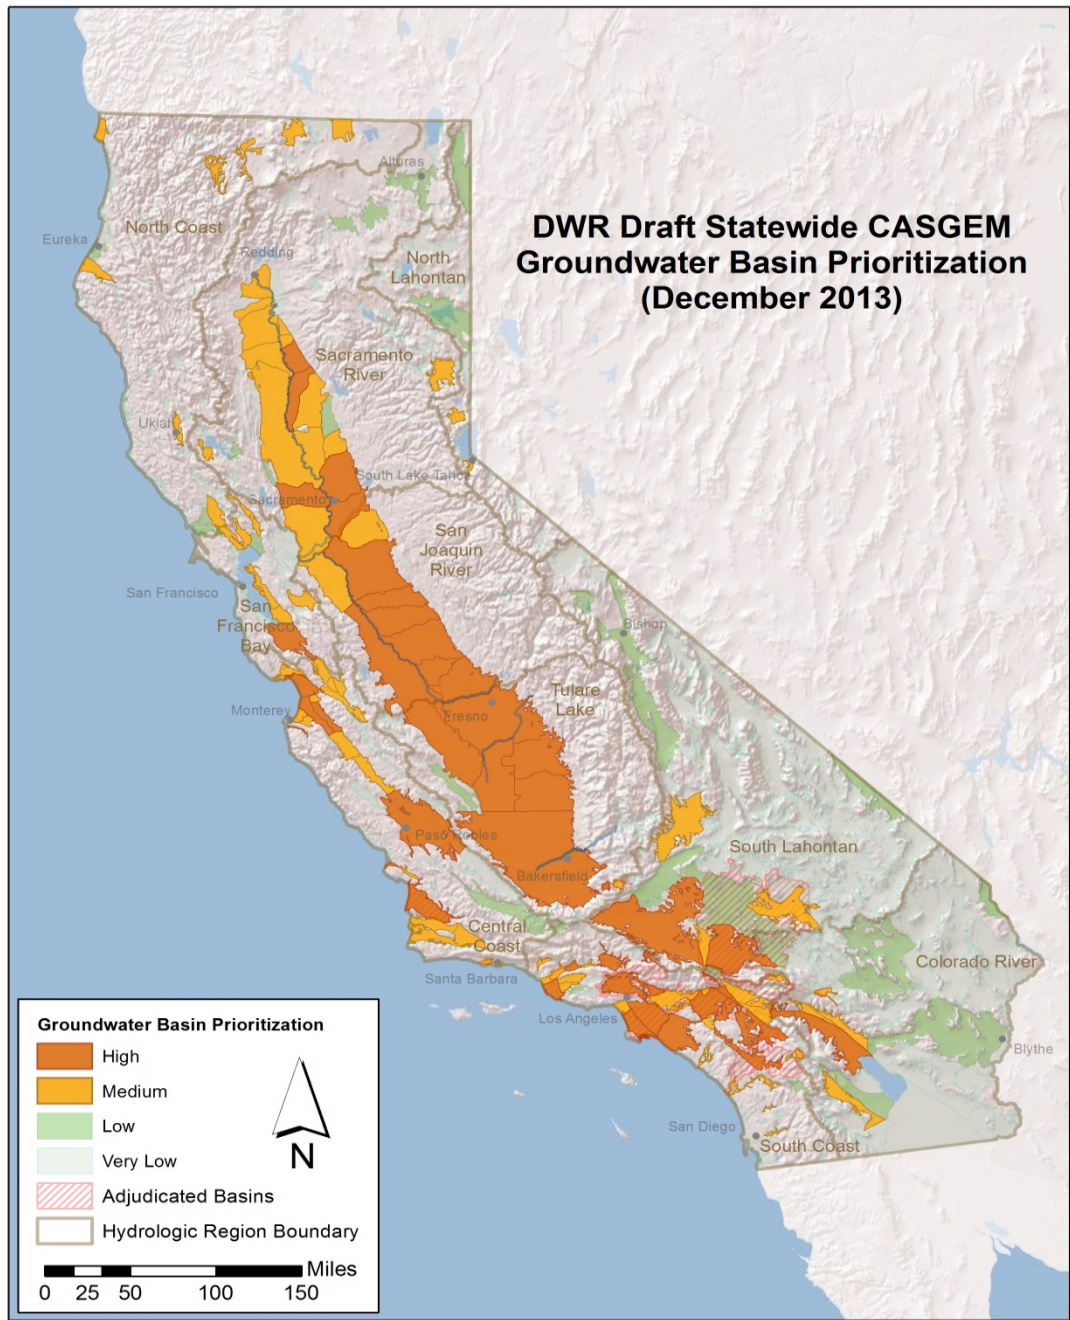 DWR Draft Statewide CASGEM
Groundwater Basin Prioritization
(December 2013)
Alturas
North Coast
Eureka
Redding
North
Lahontan
Sacramento
River
Ukiah
South Lake Tahoe
Sacramento
San
Joaquin
River
San Francisco
San
Francisco
Bay
Bishop
Tulare
Lake
Monterey
Fresno
Paso Robles
South Lahontan
Bakersfield
Central
Coast
Colorado River
Santa Barbara
Los Angeles
Blythe
San Diego
South Coast
Groundwater Basin Prioritization
High
Medium
Low
Very Low
Adjudicated Basins
Hydrologic Region Boundary
N
Miles
0 25 50 100 150